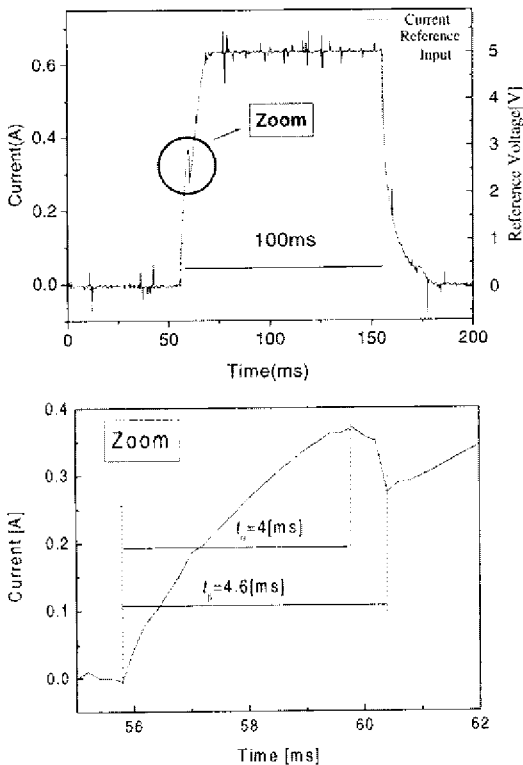 Current
Reference
Input
Zoom
100ms
Current(A)
0.6
0.4
0.2
0.0
Reference Voltage[V]
5
4
3
2
1
0
0 50 100 150 200
Time(ms)
Zoom
t =4[ms]
t =4.6[ms]
Current [A]
0.4
0.3
0.2
0.1
0.0
56 58 60 62
Time [ms]